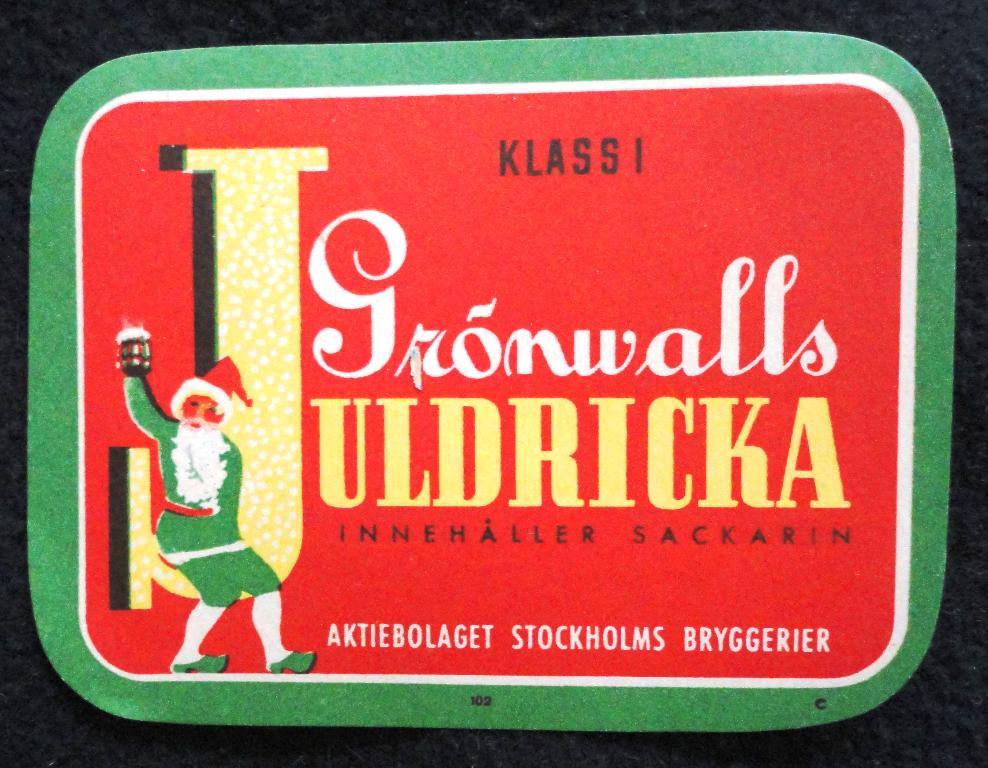 KLASS I
Grönwalls
JULDRICKA
INNEHÅLLER SACKARIN
AKTIEBOLAGET STOCKHOLMS BRYGGERIER
102 C